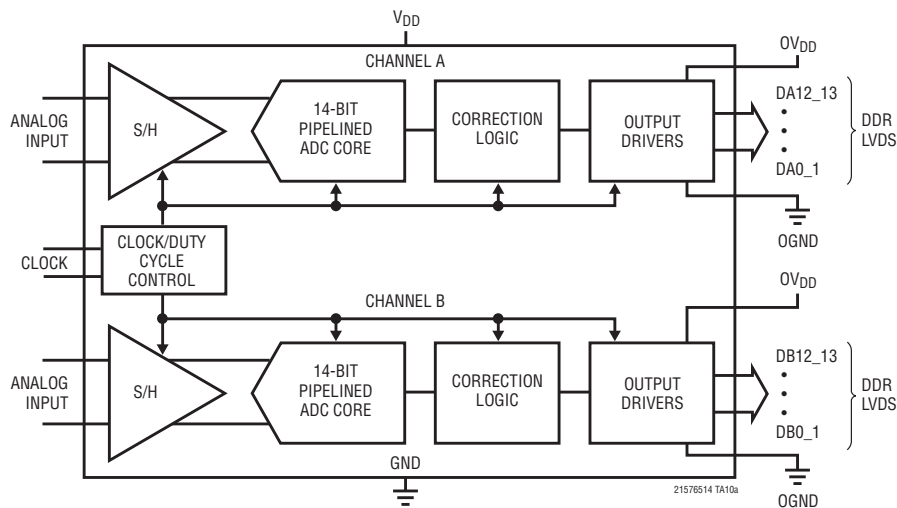 VDD
CHANNEL A
OVDD
ANALOG
INPUT
S/H
14-BIT
PIPELINED
ADC CORE
CORRECTION
LOGIC
OUTPUT
DRIVERS
DA12_13
•
•
•
DA0_1
DDR
LVDS
OGND
CLOCK
CLOCK/DUTY
CYCLE
CONTROL
CHANNEL B
OVDD
ANALOG
INPUT
S/H
14-BIT
PIPELINED
ADC CORE
CORRECTION
LOGIC
OUTPUT
DRIVERS
DB12_13
•
•
•
DB0_1
DDR
LVDS
GND
21576514 TA10a
OGND